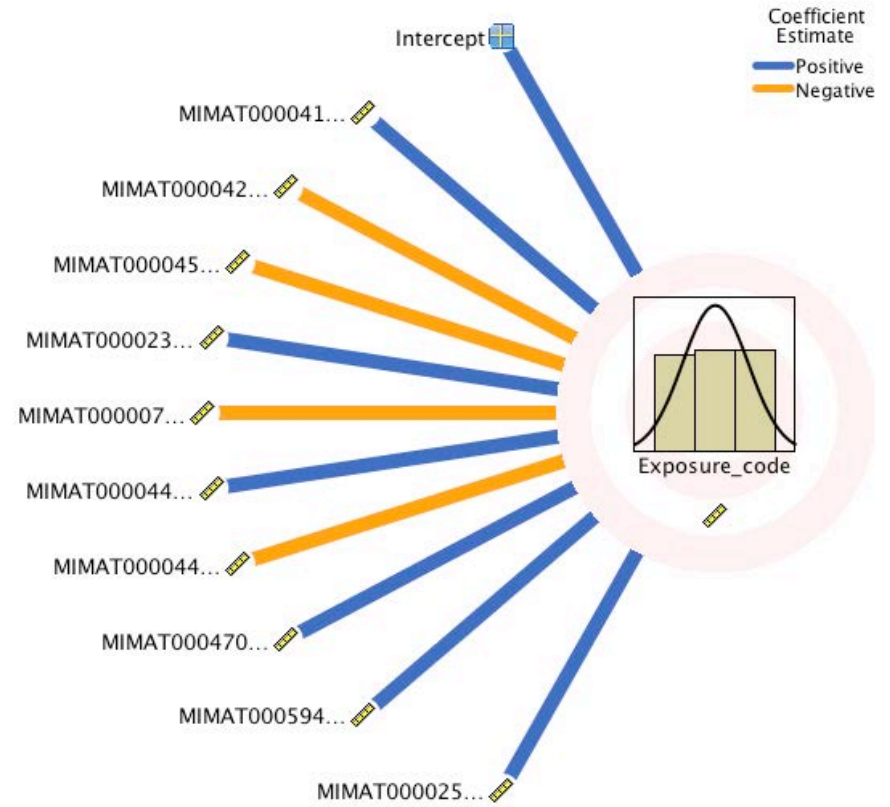 Coefficient
Estimate
Positive
Negative
Intercept
MIMAT000041...
MIMAT000042...
MIMAT000045...
MIMAT000023...
MIMAT000007...
MIMAT000044...
MIMAT000044...
MIMAT000470...
MIMAT000594...
MIMAT000025...
Exposure_code